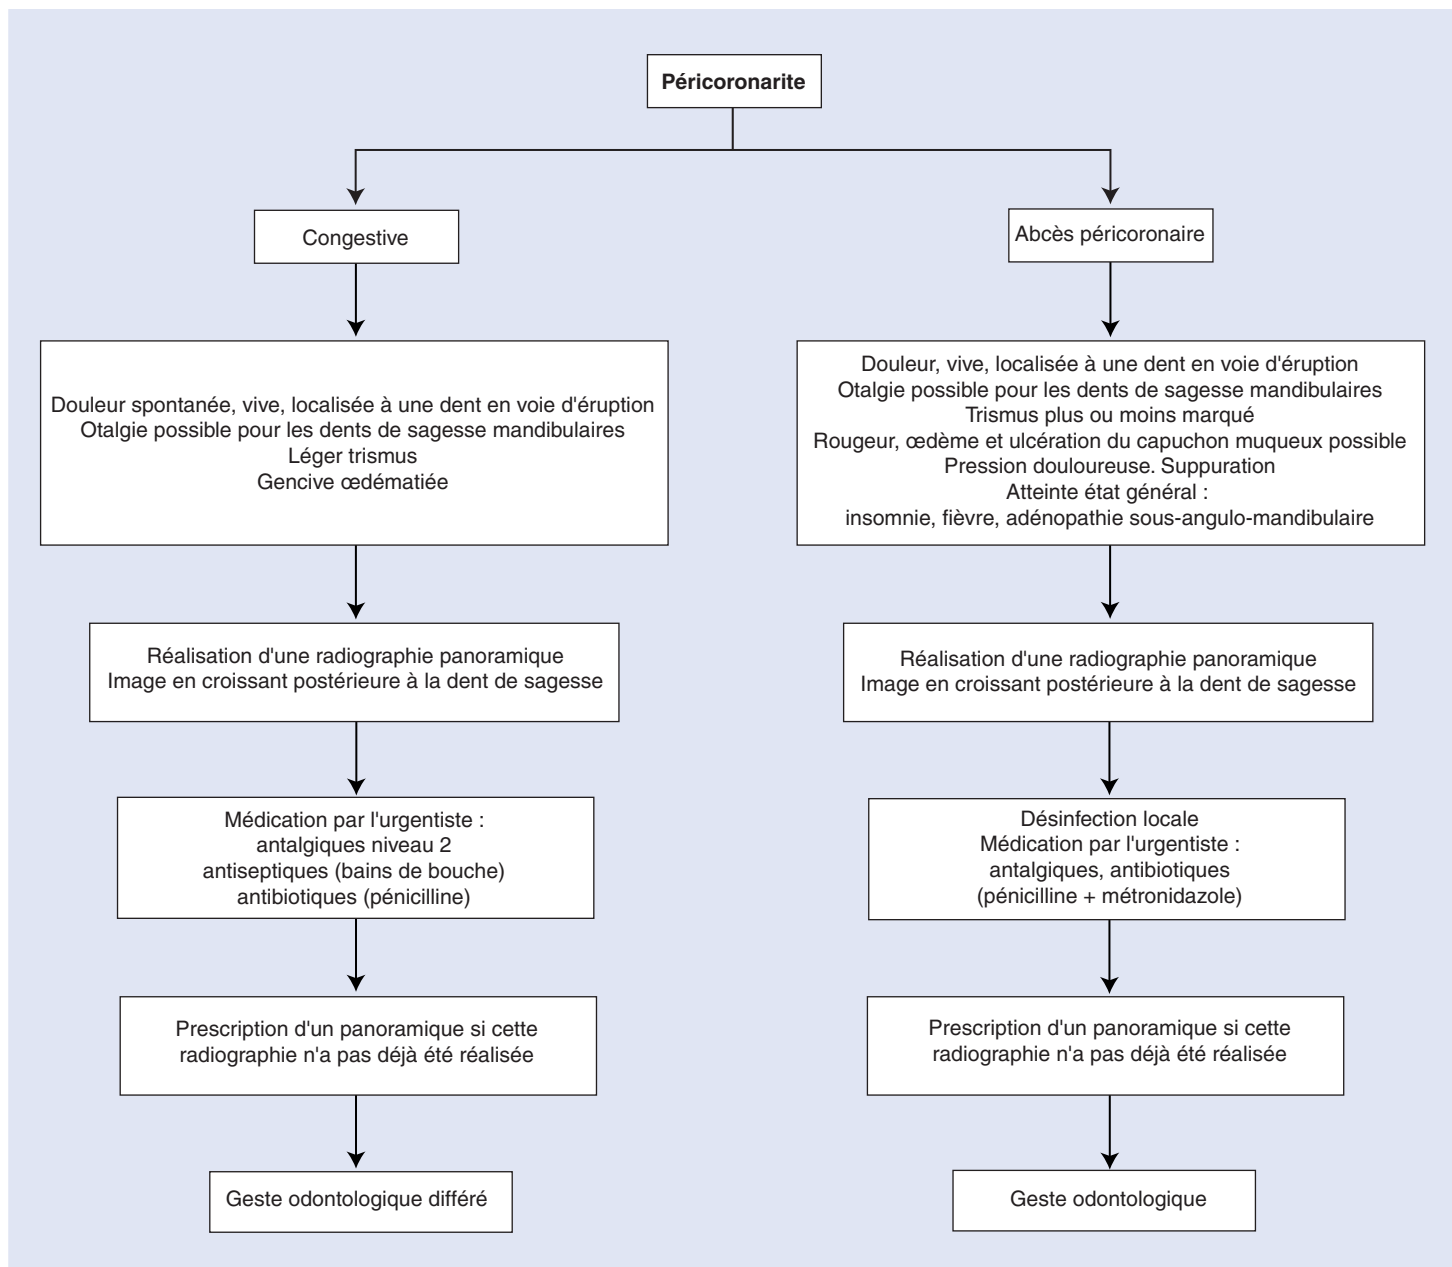 Péricoronarite
Congestive
Abcès péricoronaire
Douleur spontanée, vive, localisée à une dent en voie d'éruption
Otalgie possible pour les dents de sagesse mandibulaires
Léger trismus
Gencive œdématiée
Douleur, vive, localisée à une dent en voie d'éruption
Otalgie possible pour les dents de sagesse mandibulaires
Trismus plus ou moins marqué
Rougeur, œdème et ulcération du capuchon muqueux possible
Pression douloureuse. Suppuration
Atteinte état général :
insomnie, fièvre, adénopathie sous-angulo-mandibulaire
Réalisation d'une radiographie panoramique
Image en croissant postérieure à la dent de sagesse
Réalisation d'une radiographie panoramique
Image en croissant postérieure à la dent de sagesse
Médication par l'urgentiste :
antalgiques niveau 2
antiseptiques (bains de bouche)
antibiotiques (pénicilline)
Désinfection locale
Médication par l'urgentiste :
antalgiques, antibiotiques
(pénicilline + métronidazole)
Prescription d'un panoramique si cette
radiographie n'a pas déjà été réalisée
Prescription d'un panoramique si cette
radiographie n'a pas déjà été réalisée
Geste odontologique différé
Geste odontologique